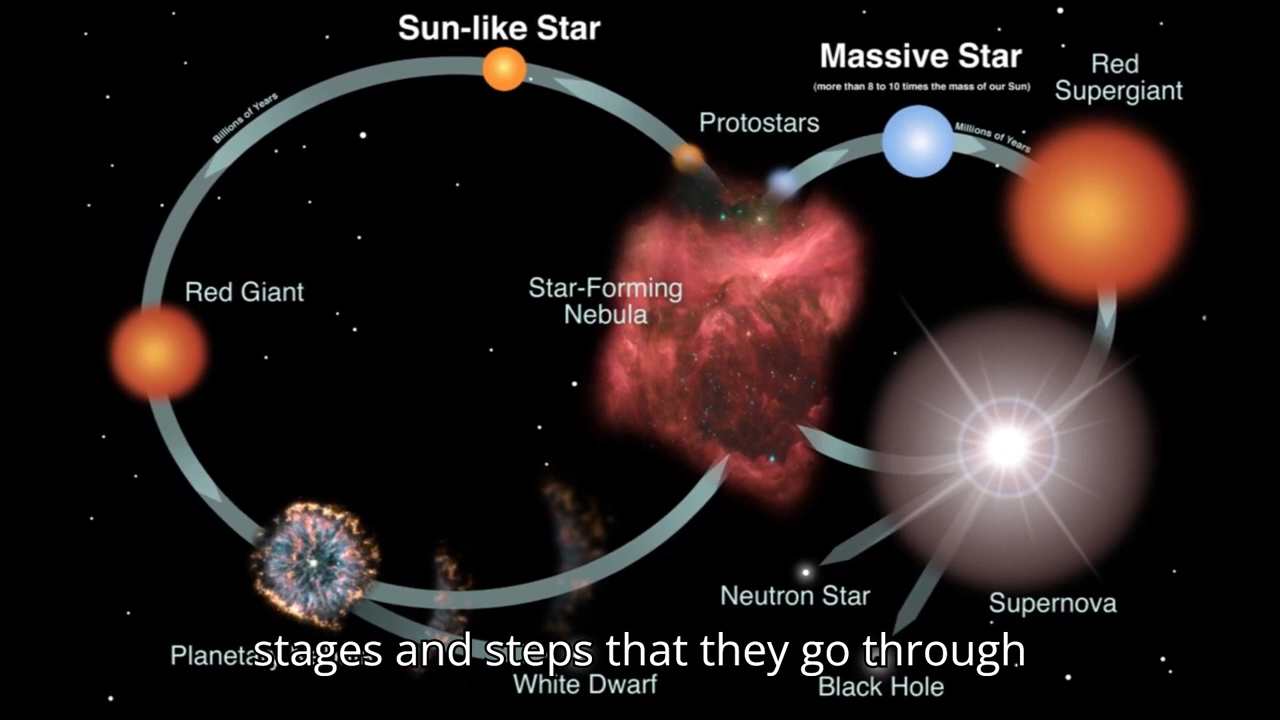 Sun-like Star
Massive Star
(more than 8 to 10 times the mass of our Sun)
Red
Supergiant
Protostars
Billions of Years
Millions of Years
Red Giant
Star-Forming
Nebula
Neutron Star
Supernova
stages and steps that they go through
White Dwarf
Black Hole